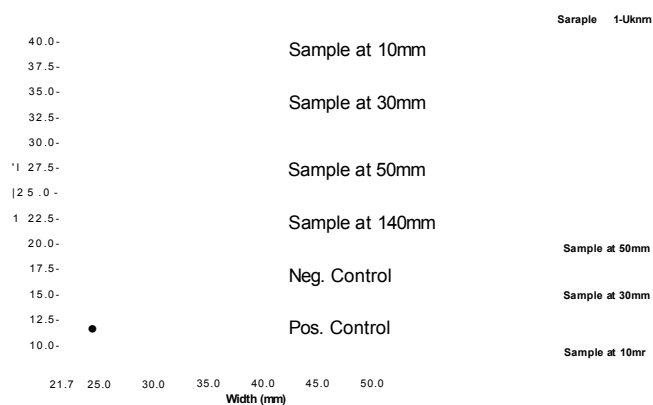 Saraple 1-Uknm
40.0-
Sample at 10mm
37.5-
35.0-
Sample at 30mm
32.5-
30.0-
'I 27.5-
Sample at 50mm
|25.0-
1 22.5-
Sample at 140mm
20.0-
Sample at 50mm
17.5-
Neg. Control
15.0-
Sample at 30mm
12.5-
Pos. Control
10.0-
Sample at 10mr
21.7 25.0 30.0 35.0 40.0 45.0 50.0
Width (mm)